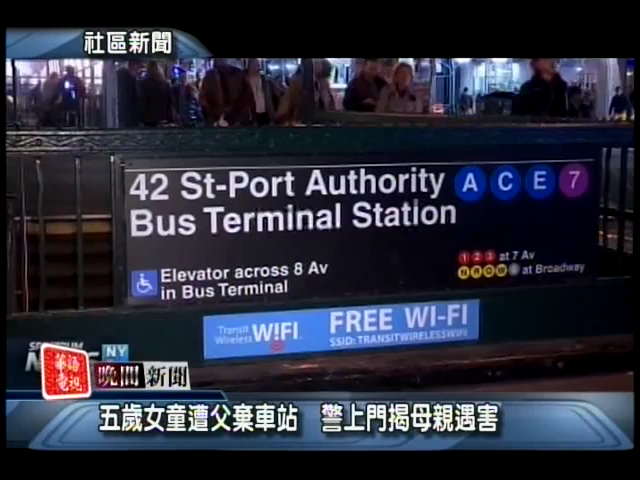 社區新聞
42 St-Port Authority A C E 7
Bus Terminal Station
Elevator across 8 Av
in Bus Terminal
1 2 3 at 7 Av
N R Q W S at Broadway
Transit
Wireless WiFi
FREE WI-FI
SSID: TRANSITWIRELESSWIFI
NY
華語
電視
晚間新聞
五歲女童遭父棄車站 警上門揭母親遇害